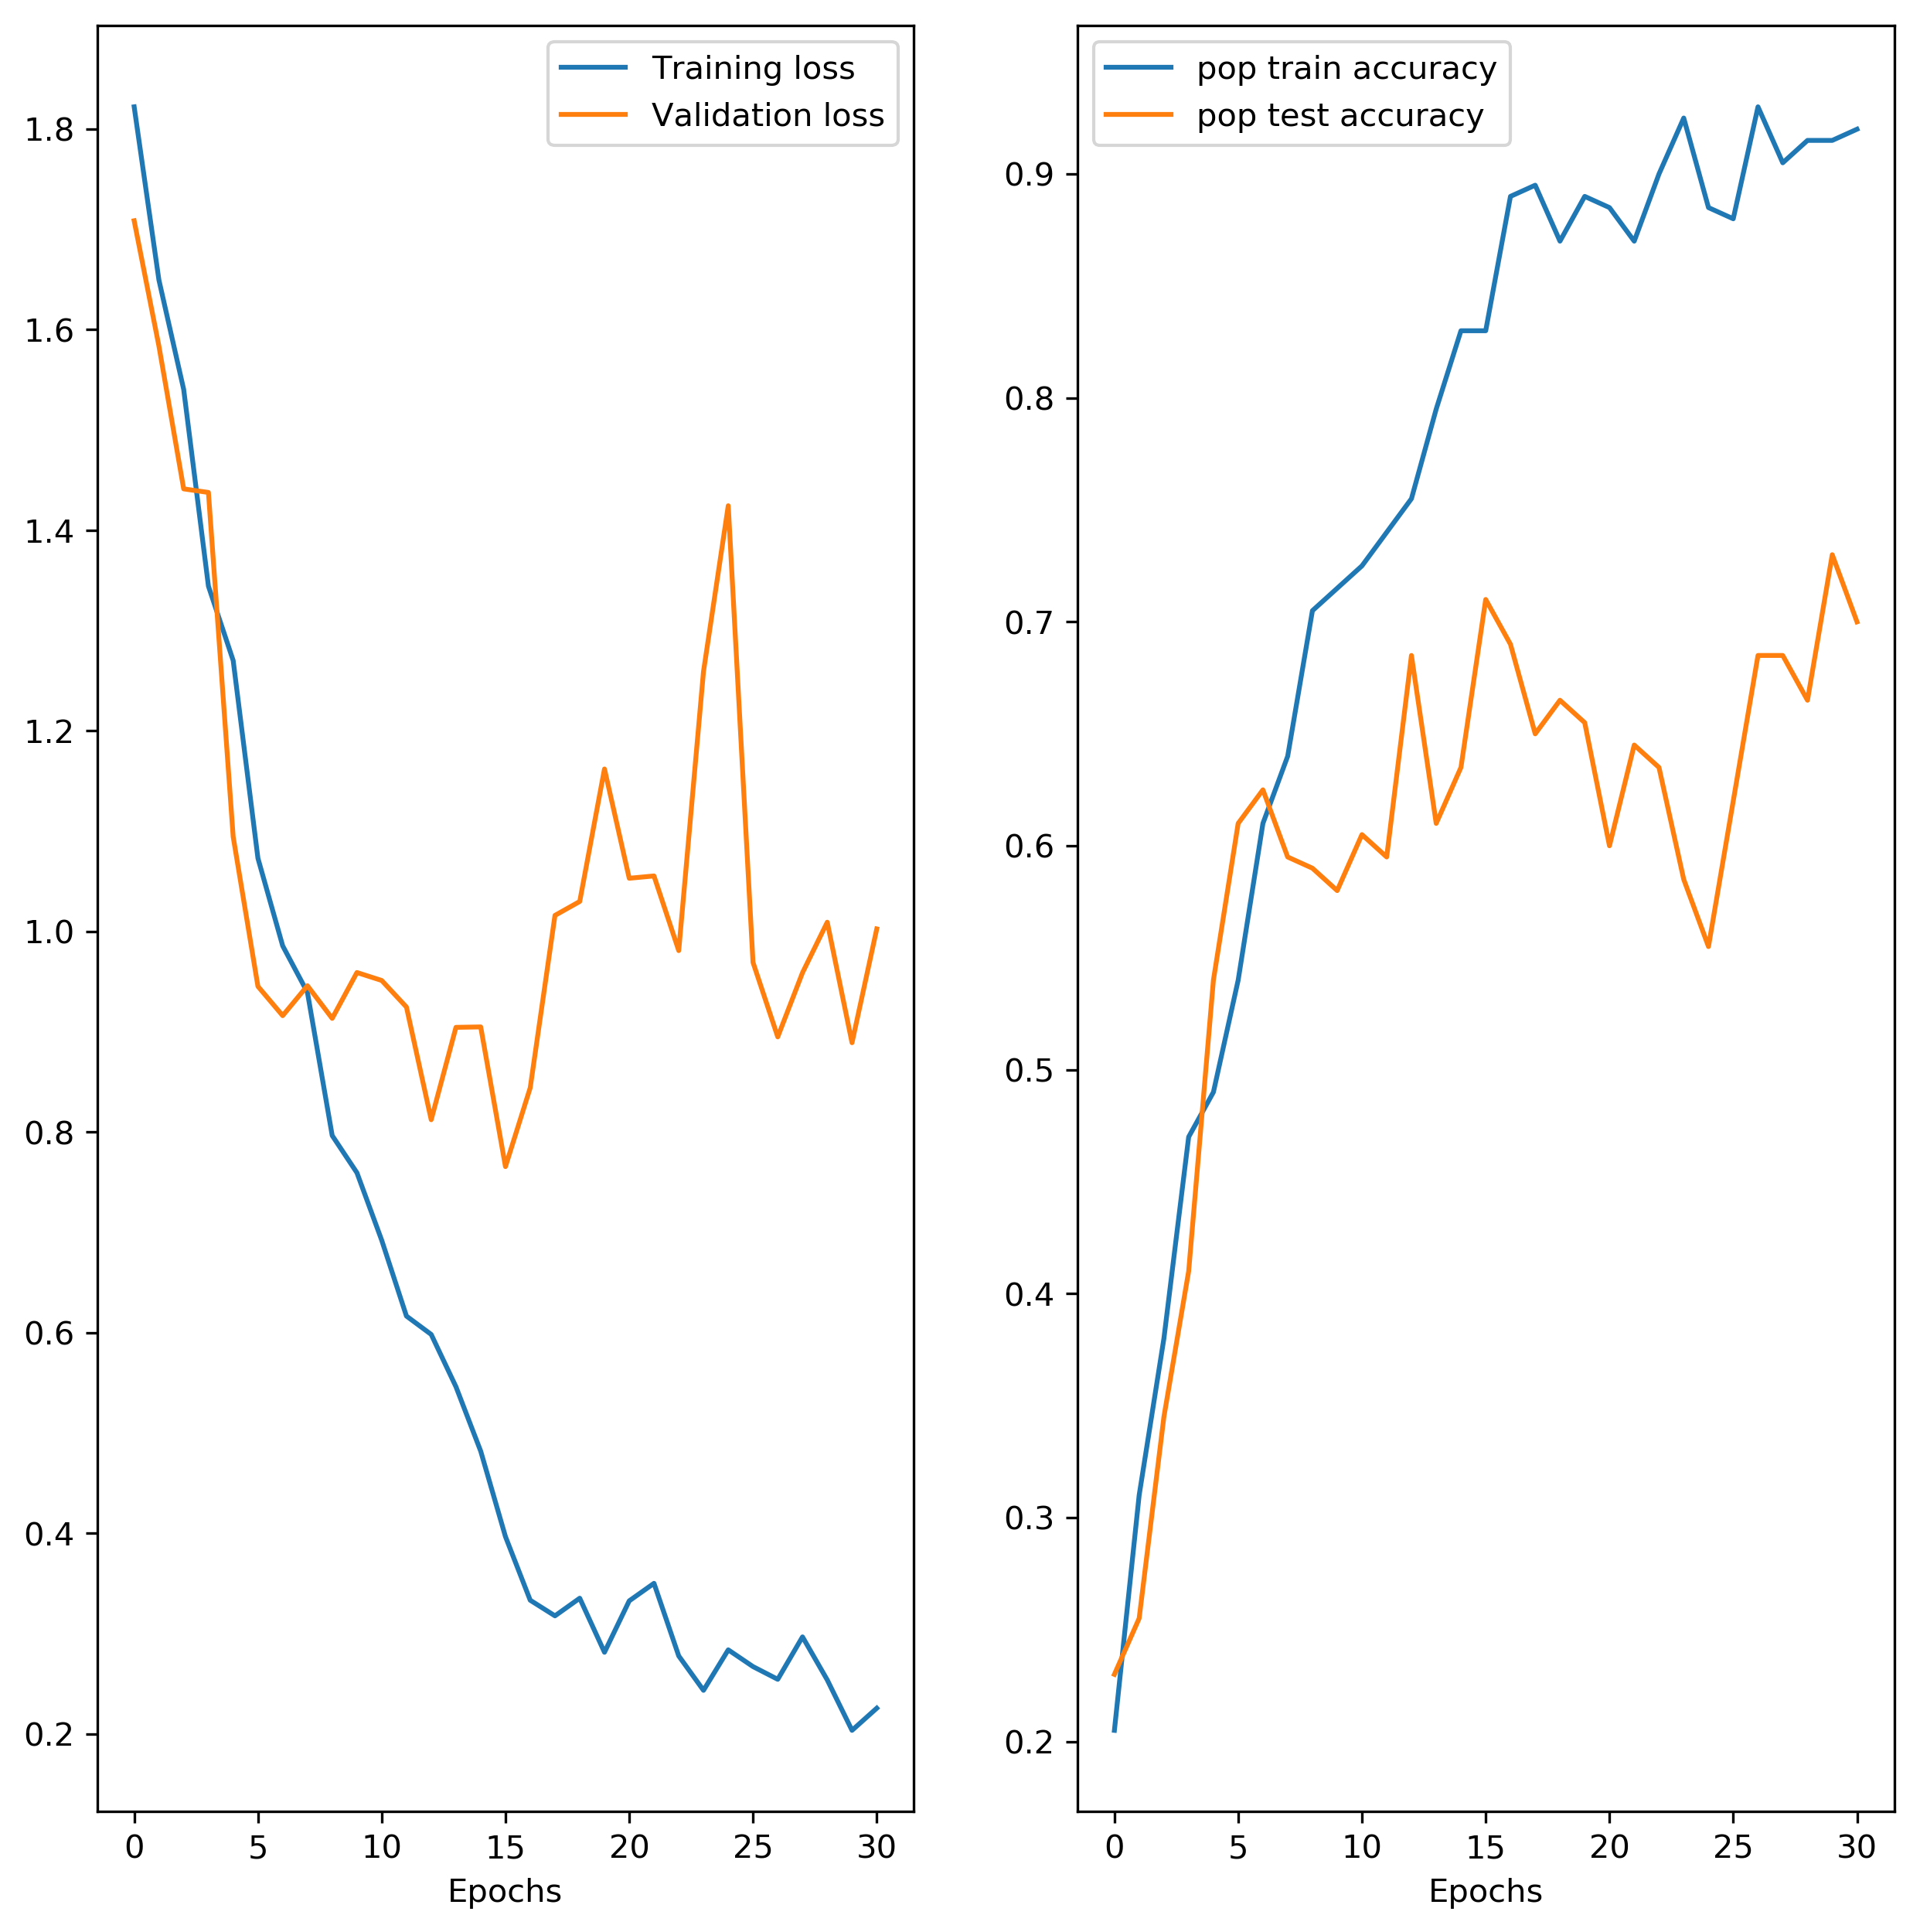 Training loss
Validation loss
1.8
1.6
1.4
1.2
1.0
0.8
0.6
0.4
0.2
0 5 10 15 20 25 30
Epochs
pop train accuracy
pop test accuracy
0.9
0.8
0.7
0.6
0.5
0.4
0.3
0.2
0 5 10 15 20 25 30
Epochs